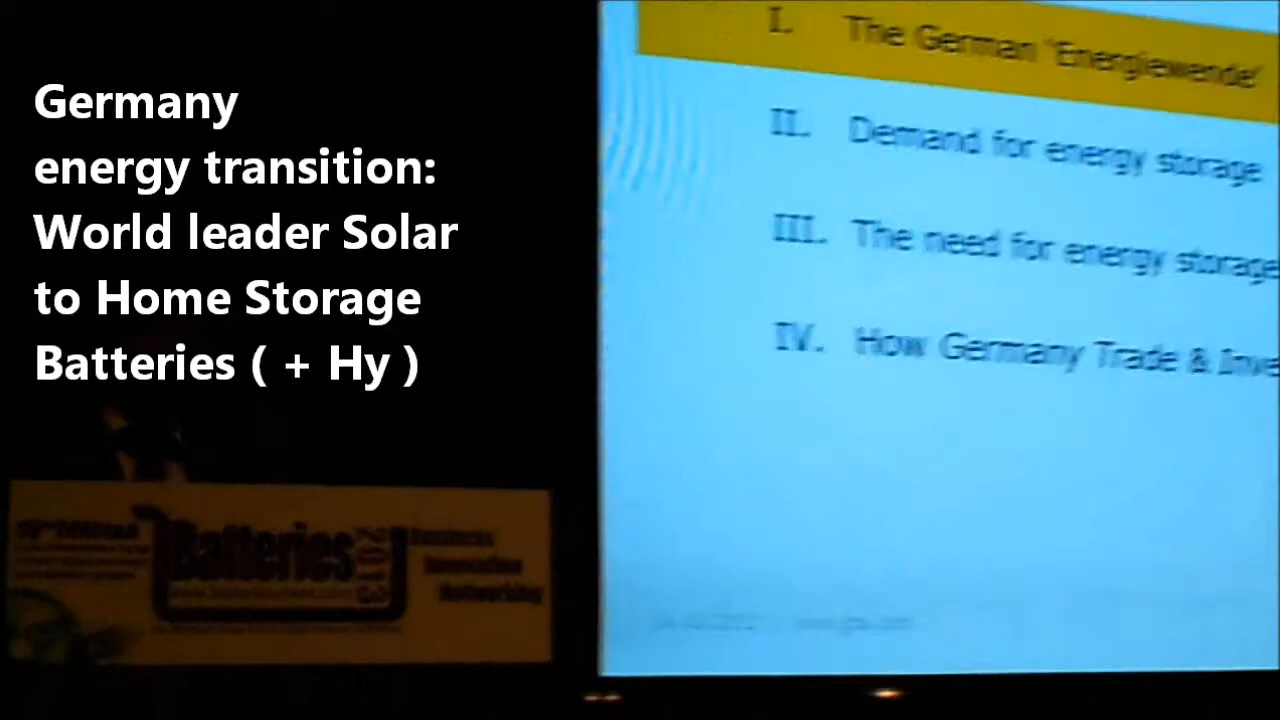 Germany
energy transition:
World leader Solar
to Home Storage
Batteries ( + Hy )
I. The German 'Energiewende'
II. Demand for energy storage
III. The need for energy storage
IV. How Germany Trade & Inve
Batteries 2013
Business
Innovation
Networking